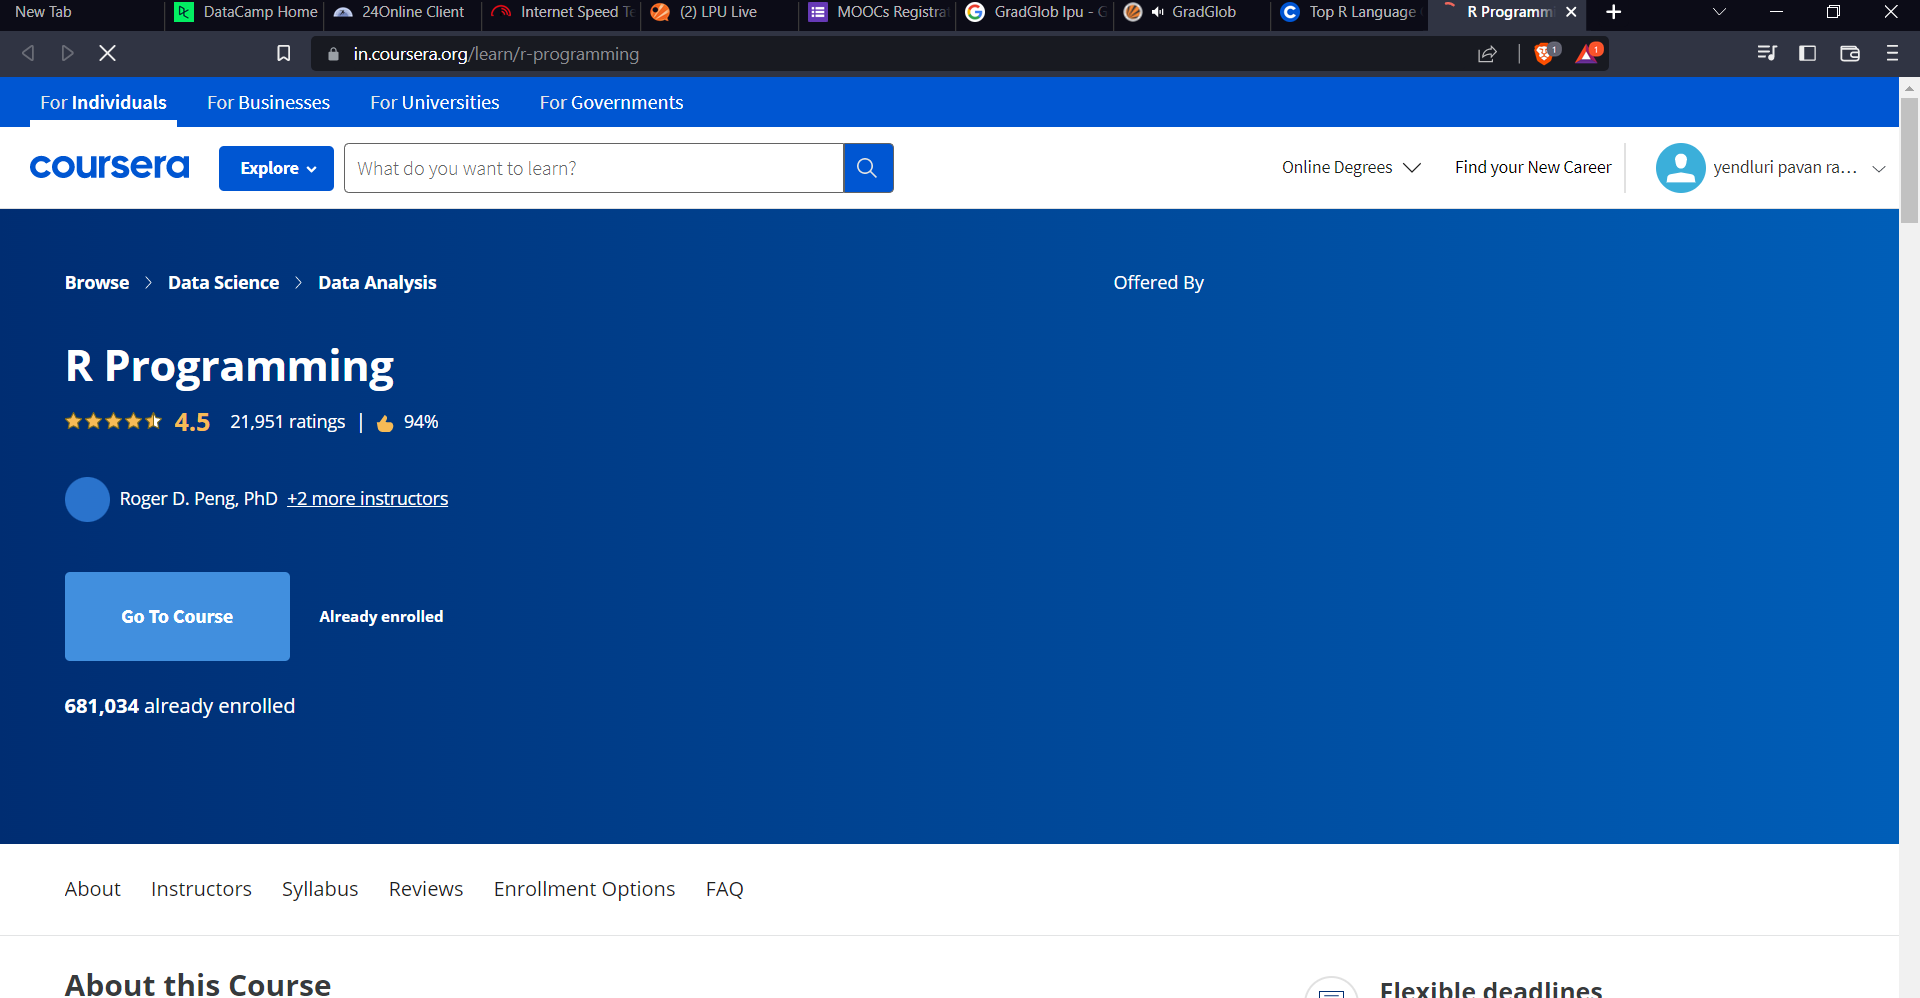 New Tab DataCamp Home 24Online Client Internet Speed Te (2) LPU Live MOOCs Registra GradGlob lpu - G GradGlob Top R Language R Programm
in.coursera.org/learn/r-programming 1 1
For Individuals For Businesses For Universities For Governments
coursera Explore What do you want to learn? Online Degrees Find your New Career yendluri pavan ra...
Browse Data Science Data Analysis Offered By
R Programming
4.5 21,951 ratings | 94%
Roger D. Peng, PhD +2 more instructors
Go To Course Already enrolled
681,034 already enrolled
About Instructors Syllabus Reviews Enrollment Options FAQ
About this Course Flexible deadlines